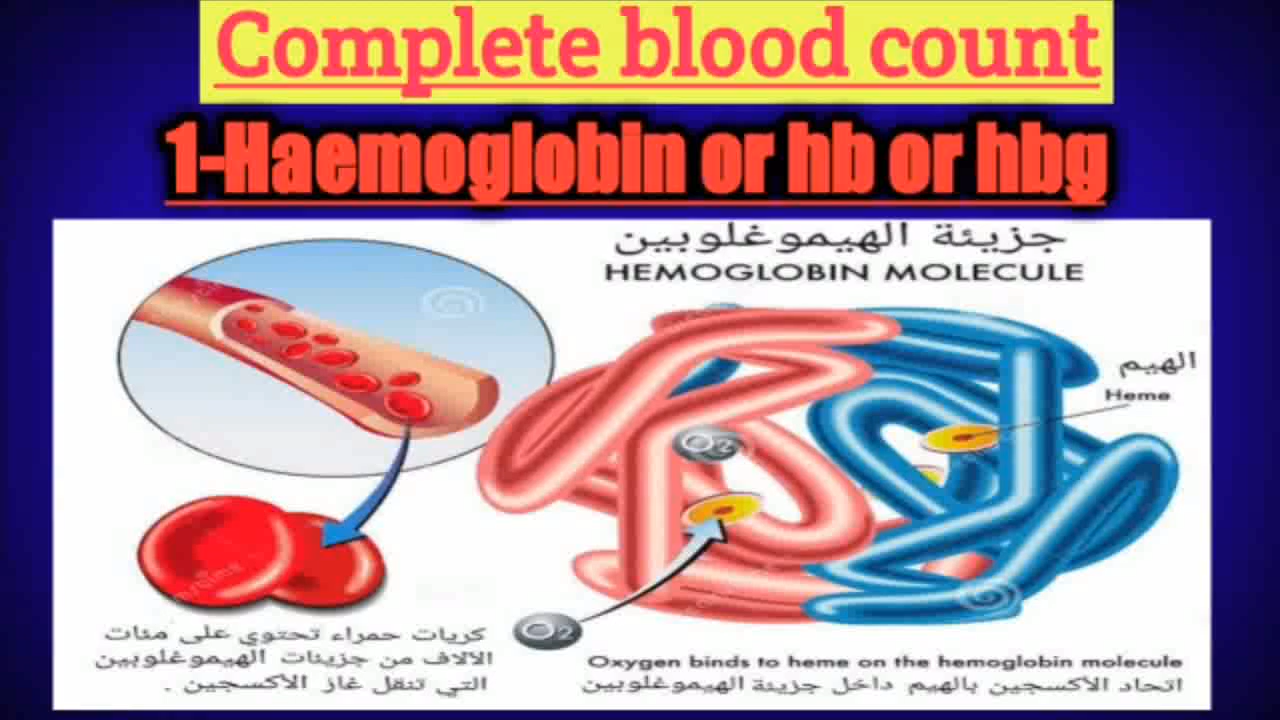 Complete blood count
1-Haemoglobin or hb or hbg
جزيئة الهيموغلوبين
HEMOGLOBIN MOLECULE
الهيم
Heme
O2
O2
كريات حمراء تحتوي على مئات
الآلاف من جزيئات الهيموغلوبين
التي تنقل غاز الأكسجين .
Oxygen binds to heme on the hemoglobin molecule
اتحاد الأكسجين بالهيم داخل جزيئة الهيموغلوبين